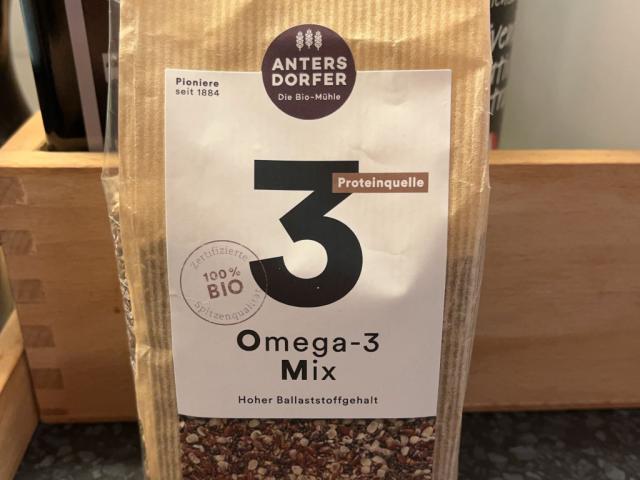 ANTERS
DORFER
Die Bio-Mühle
Pioniere
seit 1884
3
Proteinquelle
Zertifizierte
100%
BIO
Spitzenqualität
Omega-3
Mix
Hoher Ballaststoffgehalt